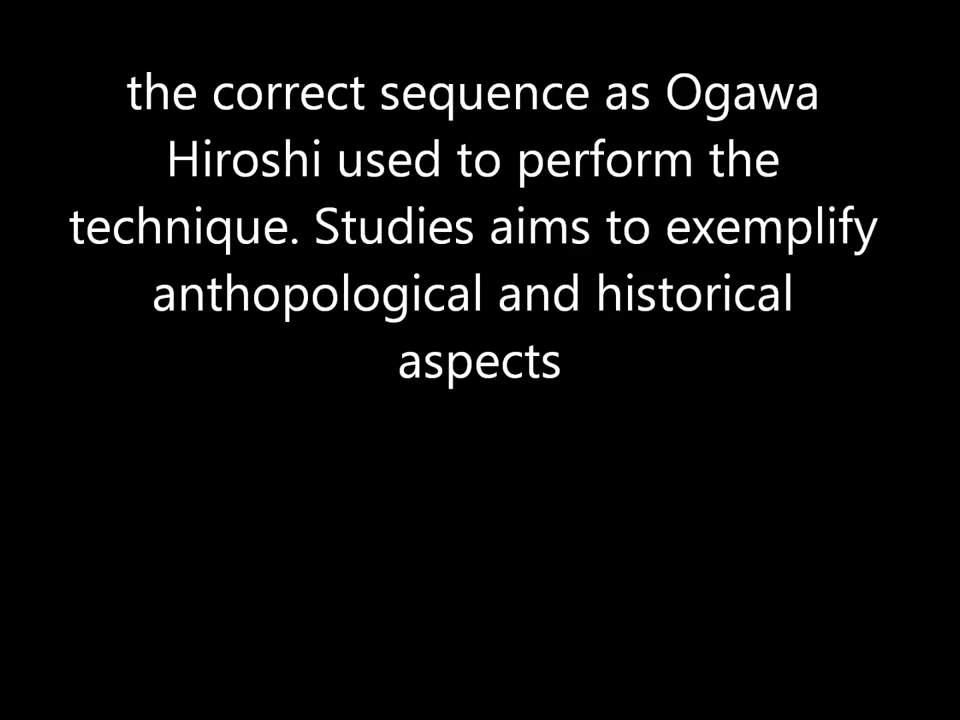 the correct sequence as Ogawa
Hiroshi used to perform the
technique. Studies aims to exemplify
anthopological and historical
aspects